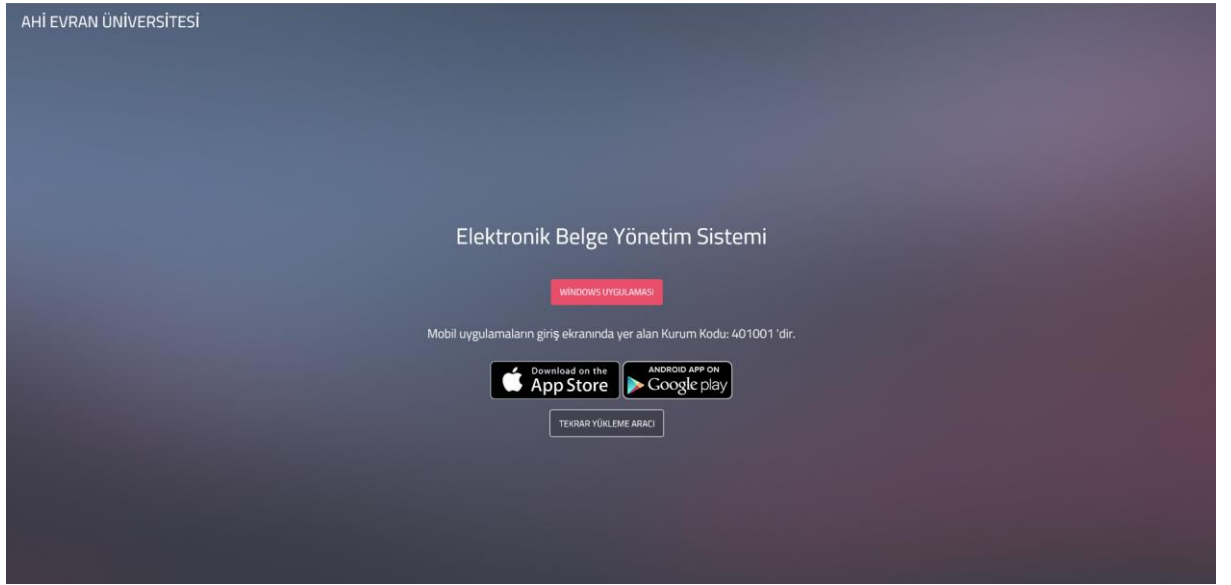 AHİ EVRAN ÜNİVERSİTESİ
Elektronik Belge Yönetim Sistemi
WİNDOWS UYGULAMASI
Mobil uygulamaların giriş ekranında yer alan Kurum Kodu: 401001 'dir.
Download on the
App Store
ANDROID APP ON
Google play
TEKRAR YÜKLEME ARACI